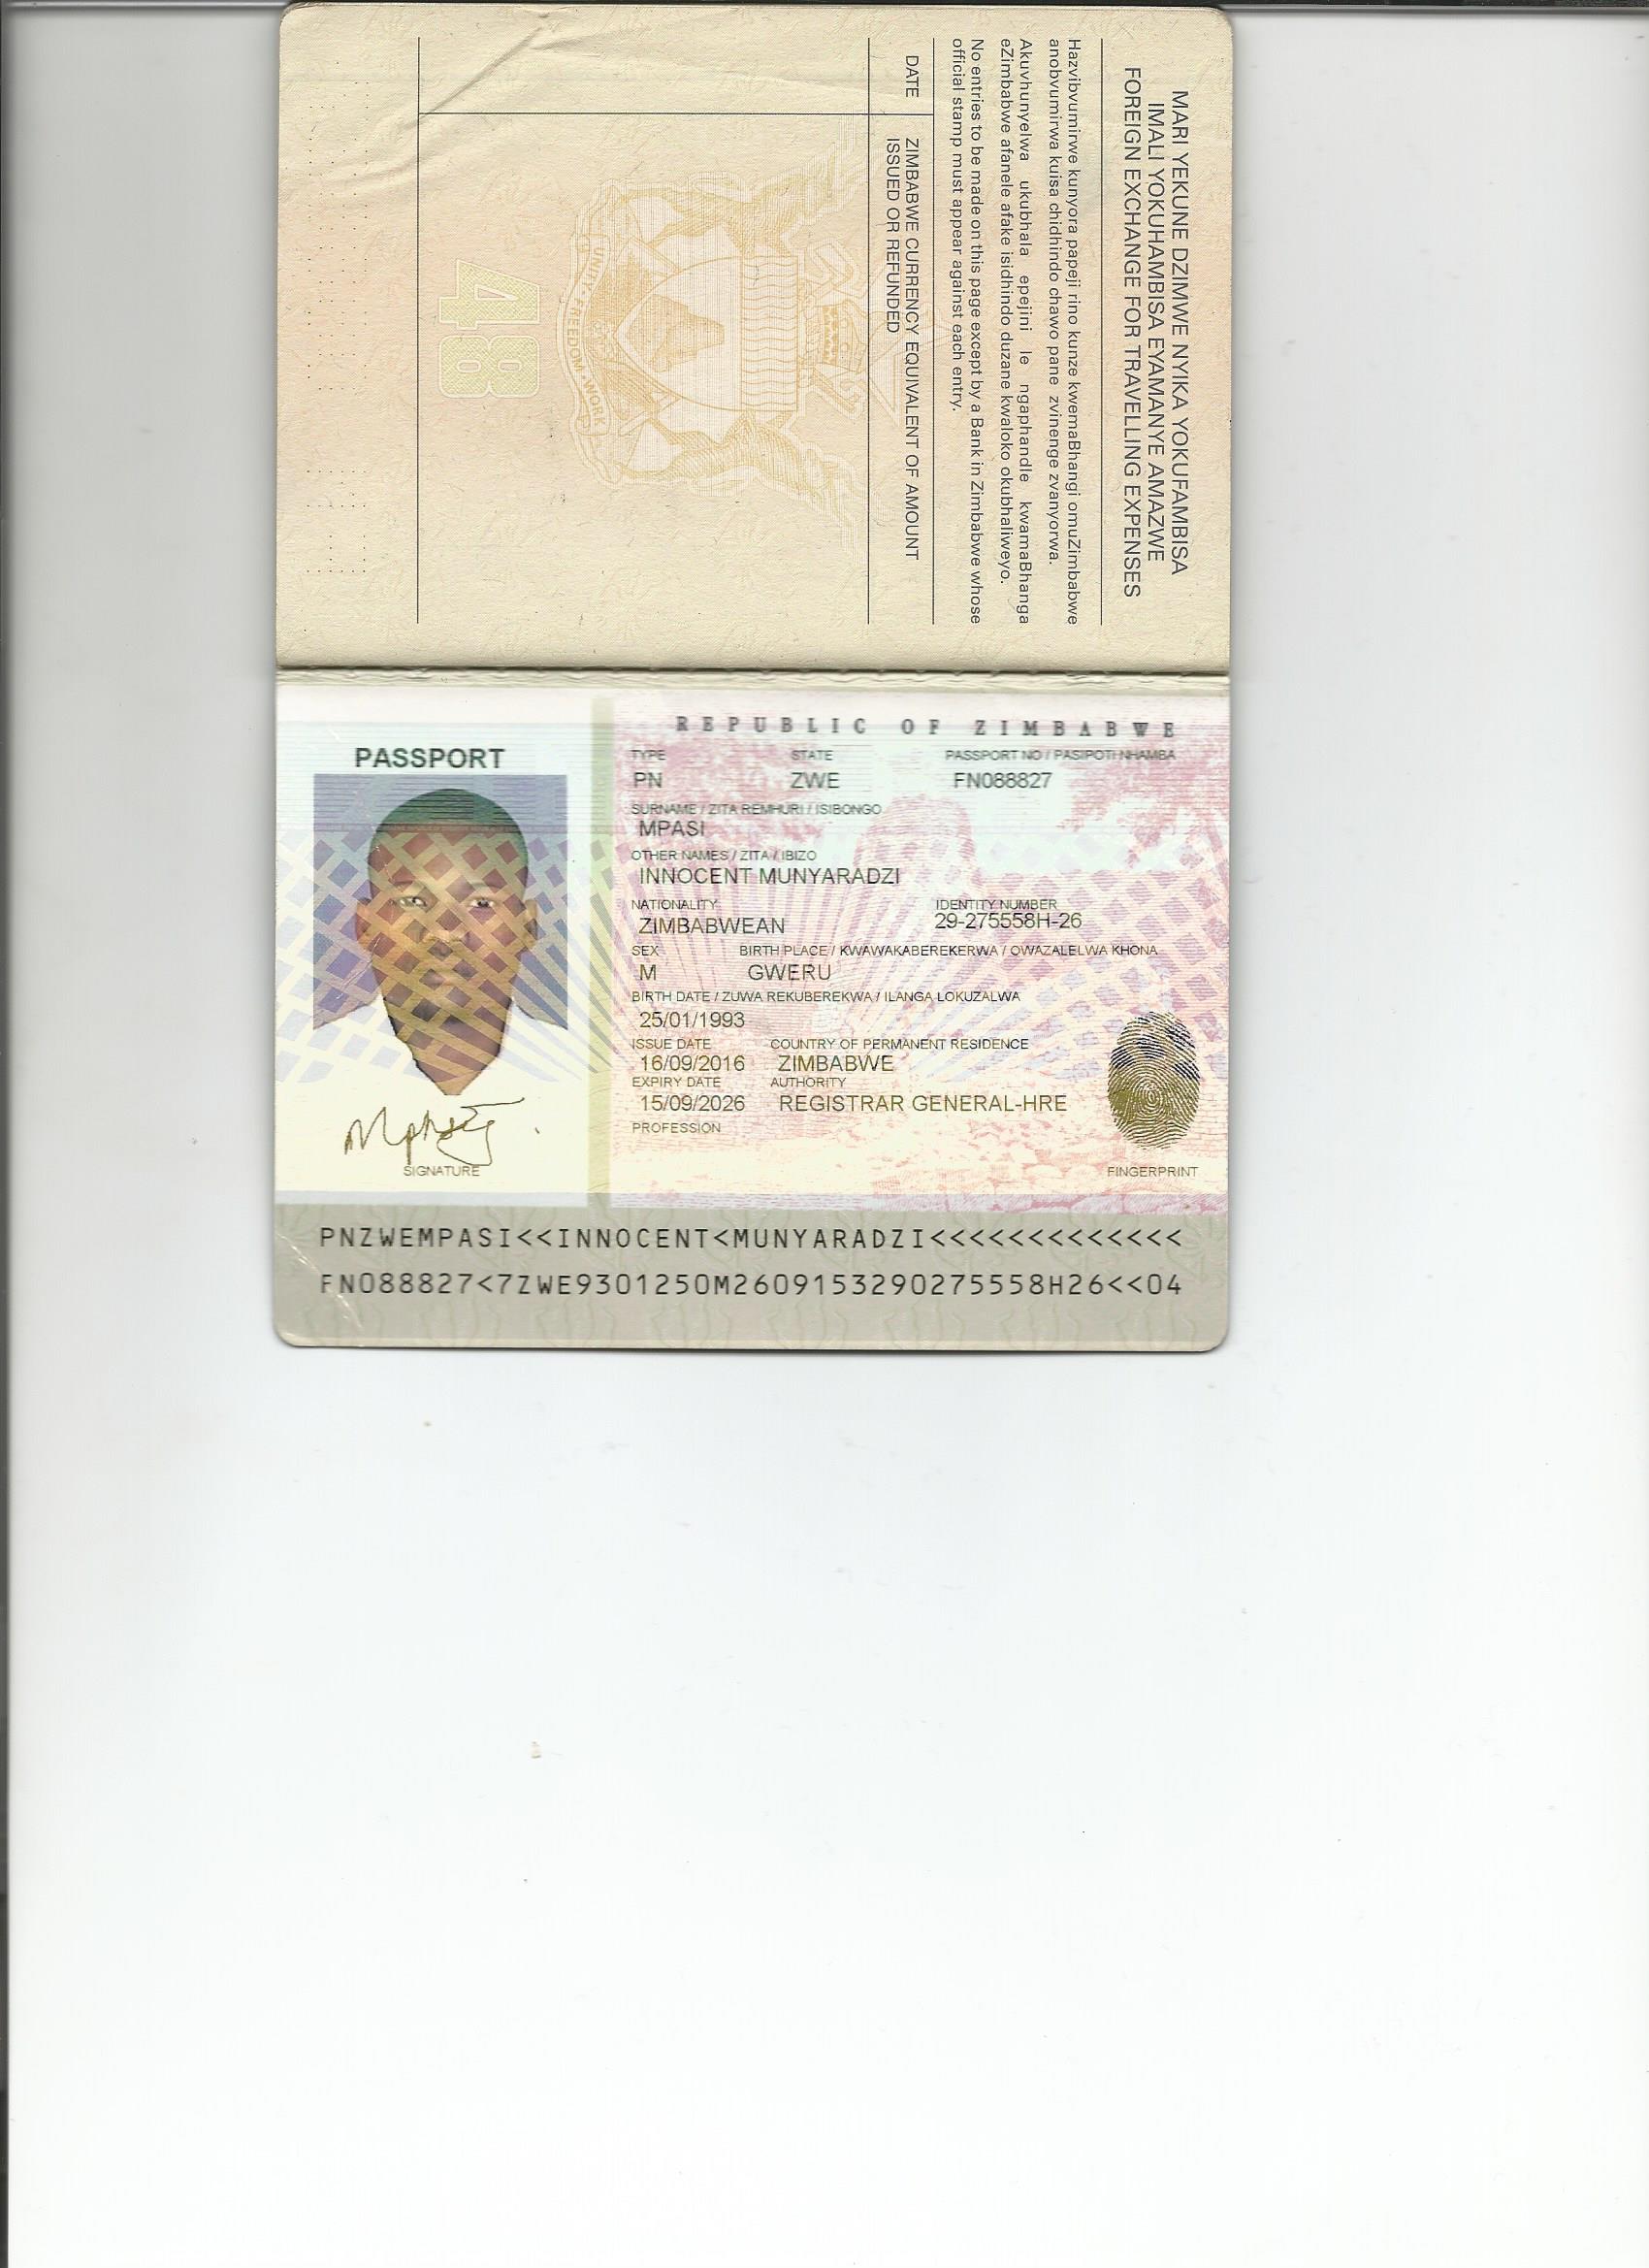 MARI YEKUNE DZIMWE NYIKA YOKUFAMBISA
IMALI YOKUHAMBISA EYAMANYE AMAZWE
FOREIGN EXCHANGE FOR TRAVELLING EXPENSES
Hazvibvumirwe kunyora papeji rino kunze kwemaBhangi omuZimbabwe
anobvumirwa kuisa chidhindo chawo pane zvinenge zvanyorwa.
Akuvhunyelwa ukubhala epejini le ngaphandle kwamaBhanga
eZimbabwe afanele afake isidhindo duzane kwaloko okubhaliweyo.
No entries to be made on this page except by a Bank in Zimbabwe whose
official stamp must appear against each entry.
DATE ZIMBABWE CURRENCY EQUIVALENT OF AMOUNT
ISSUED OR REFUNDED
UNITY FREEDOM WORK
48
REPUBLIC OF ZIMBABWE
PASSPORT
TYPE STATE PASSPORT NO / PASIPOTI NHAMBA
PN ZWE FN088827
SURNAME / ZITA REMHURI / ISIBONGO
MPASI
OTHER NAMES / ZITA / IBIZO
INNOCENT MUNYARADZI
NATIONALITY IDENTITY NUMBER
ZIMBABWEAN 29-275558H-26
SEX BIRTH PLACE / KWAWAKABEREKERWA / OWAZALELWA KHONA
M GWERU
BIRTH DATE / ZUWA REKUBEREKWA / ILANGA LOKUZALWA
25/01/1993
ISSUE DATE COUNTRY OF PERMANENT RESIDENCE
16/09/2016 ZIMBABWE
EXPIRY DATE AUTHORITY
15/09/2026 REGISTRAR GENERAL-HRE
PROFESSION
SIGNATURE FINGERPRINT
PNZWEMPASI<<INNOCENT<MUNYARADZI<<<<<<<<<<<<<
FN088827<7ZWE9301250M2609153290275558H26<<04